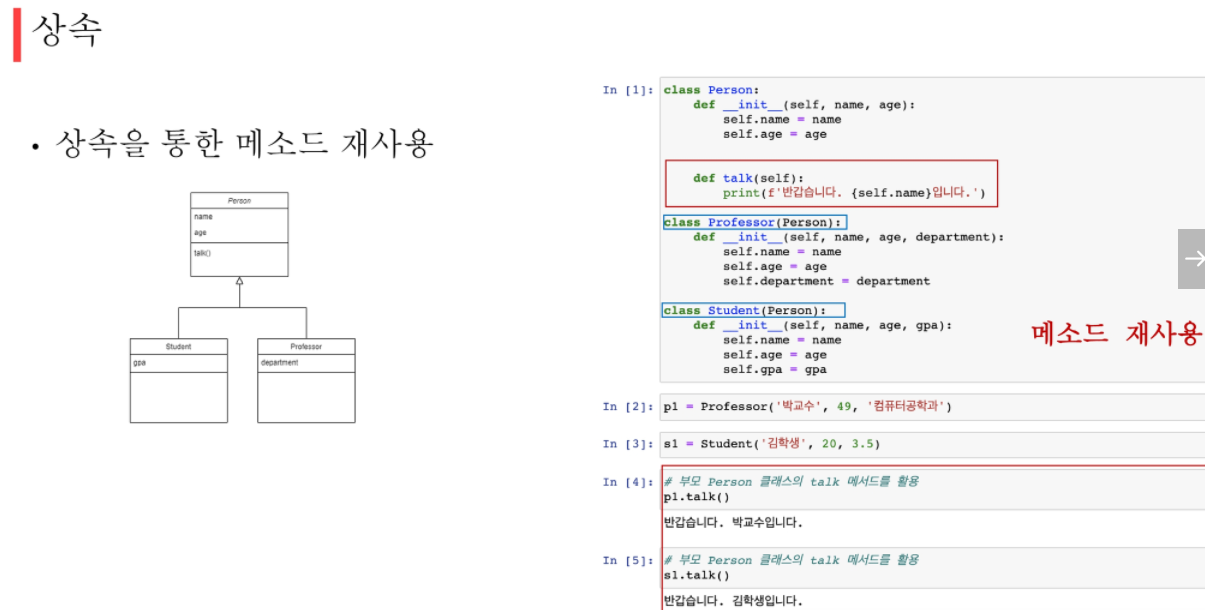 상속
• 상속을 통한 메소드 재사용
Person
name
age
talk()
Student
gpa
Professor
department
In [1]: class Person:
    def __init__(self, name, age):
        self.name = name
        self.age = age
    def talk(self):
        print(f'반갑습니다. {self.name}입니다.')
class Professor(Person):
    def __init__(self, name, age, department):
        self.name = name
        self.age = age
        self.department = department
class Student(Person):
    def __init__(self, name, age, gpa):
        self.name = name
        self.age = age
        self.gpa = gpa
메소드 재사용
In [2]: p1 = Professor('박교수', 49, '컴퓨터공학과')
In [3]: s1 = Student('김학생', 20, 3.5)
In [4]: # 부모 Person 클래스의 talk 메서드를 활용
p1.talk()
반갑습니다. 박교수입니다.
In [5]: # 부모 Person 클래스의 talk 메서드를 활용
s1.talk()
반갑습니다. 김학생입니다.